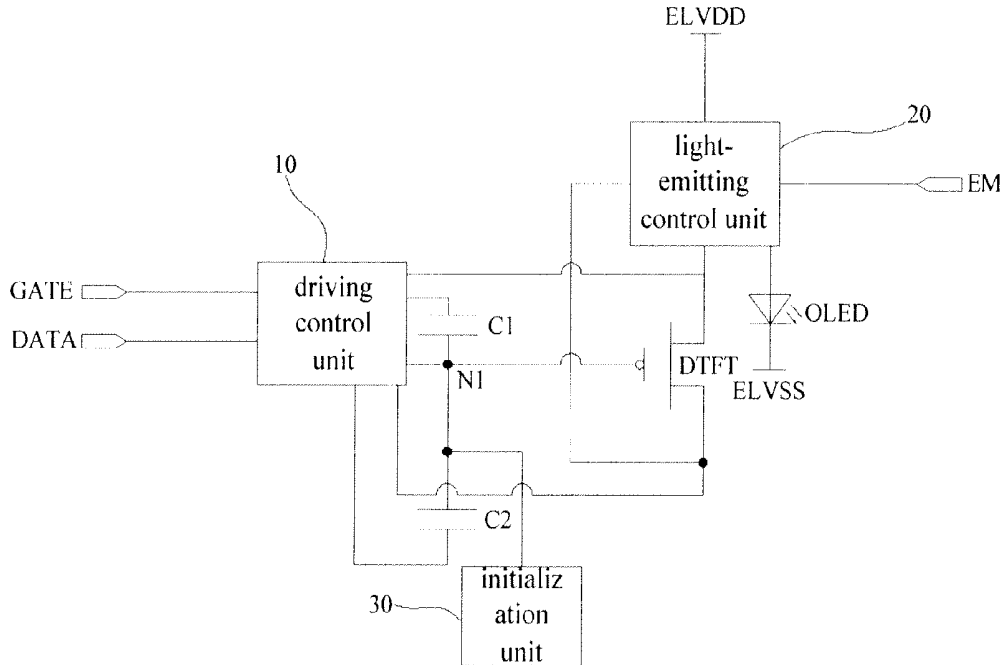 ELVDD
20
light-
emitting
control unit
EM
10
driving
control
unit
GATE
DATA
C1
N1
DTFT
OLED
ELVSS
C2
30
initializ
ation
unit